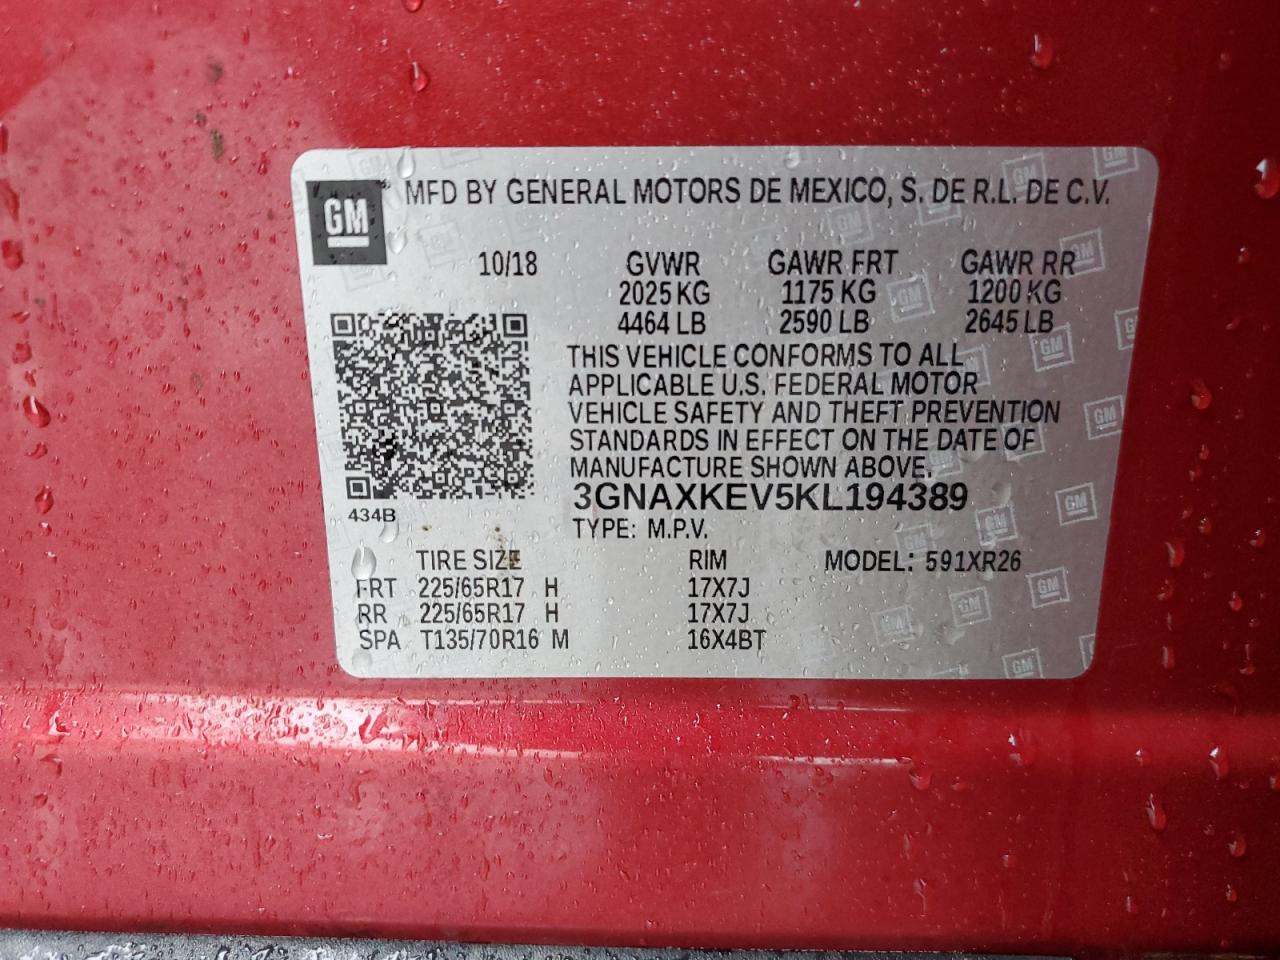 GM
MFD BY GENERAL MOTORS DE MEXICO, S. DE R.L. DE C.V.
10/18 GVWR GAWR FRT GAWR RR
2025 KG 1175 KG 1200 KG
4464 LB 2590 LB 2645 LB
THIS VEHICLE CONFORMS TO ALL
APPLICABLE U.S. FEDERAL MOTOR
VEHICLE SAFETY AND THEFT PREVENTION
STANDARDS IN EFFECT ON THE DATE OF
MANUFACTURE SHOWN ABOVE.
3GNAXKEV5KL194389
434B
TYPE: M.P.V.
TIRE SIZE RIM MODEL: 591XR26
FRT 225/65R17 H 17X7J
RR 225/65R17 H 17X7J
SPA T135/70R16 M 16X4BT